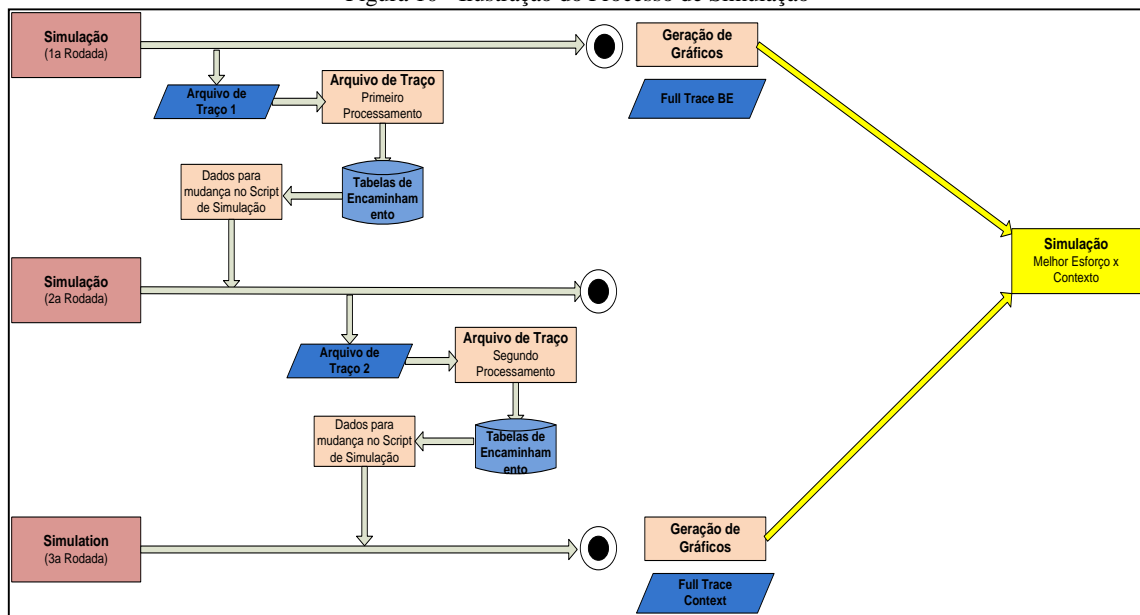 Figura 10 - Ilustração do Processo de Simulação
Simulação
(1a Rodada)
Geração de
Gráficos
Arquivo de
Traço 1
Arquivo de Traço
Primeiro
Processamento
Full Trace BE
Dados para
mudança no Script
de Simulação
Tabelas de
Encaminham
ento
Simulação
Melhor Esforço x
Contexto
Simulação
(2a Rodada)
Arquivo de
Traço 2
Arquivo de Traço
Segundo
Processamento
Dados para
mudança no Script
de Simulação
Tabelas de
Encaminham
ento
Simulation
(3a Rodada)
Geração de
Gráficos
Full Trace
Context